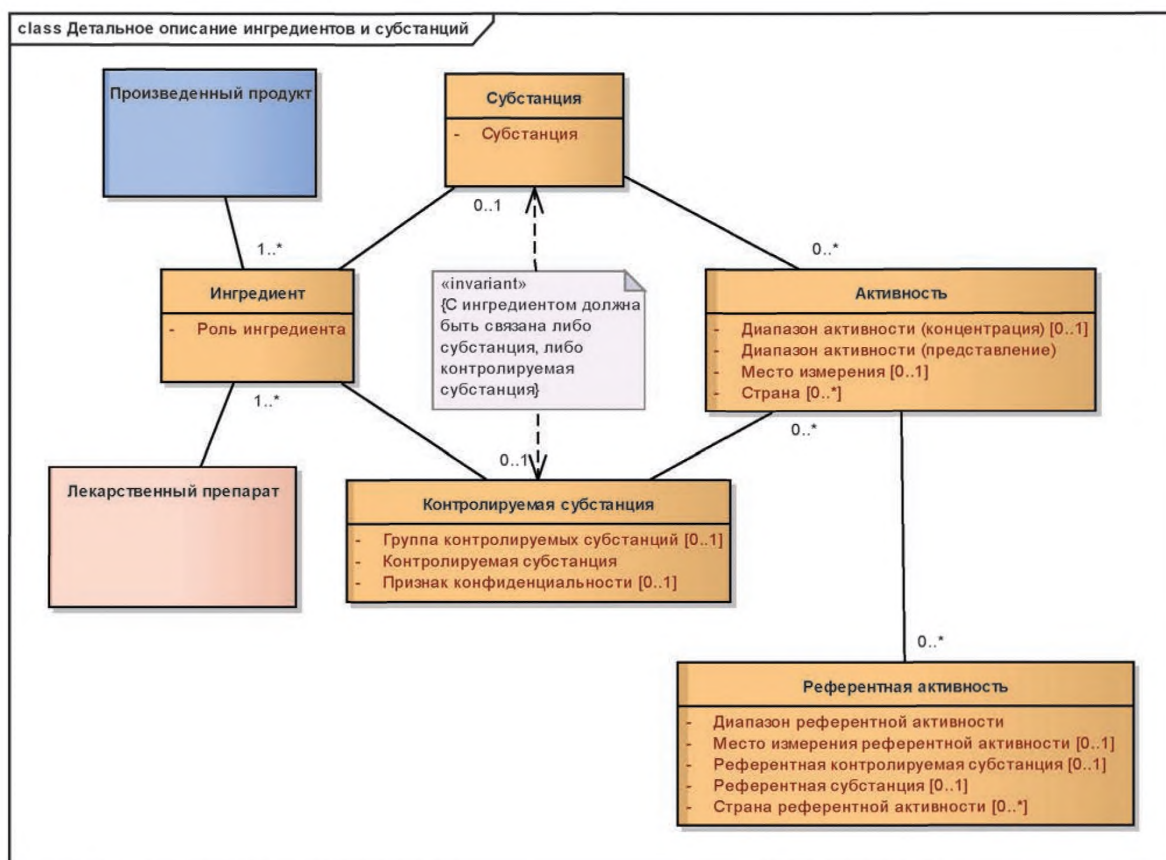 class Детальное описание ингредиентов и субстанций
Произведенный продукт
Субстанция
- Субстанция
0..1
1..*
0..*
Ингредиент
- Роль ингредиента
«invariant»
{С ингредиентом должна
быть связана либо
субстанция, либо
контролируемая
субстанция}
Активность
- Диапазон активности (концентрация) [0..1]
- Диапазон активности (представление)
- Место измерения [0..1]
- Страна [0..*]
1..*
0..*
0..1
Лекарственный препарат
Контролируемая субстанция
- Группа контролируемых субстанций [0..1]
- Контролируемая субстанция
- Признак конфиденциальности [0..1]
0..*
Референтная активность
- Диапазон референтной активности
- Место измерения референтной активности [0..1]
- Референтная контролируемая субстанция [0..1]
- Референтная субстанция [0..1]
- Страна референтной активности [0..*]